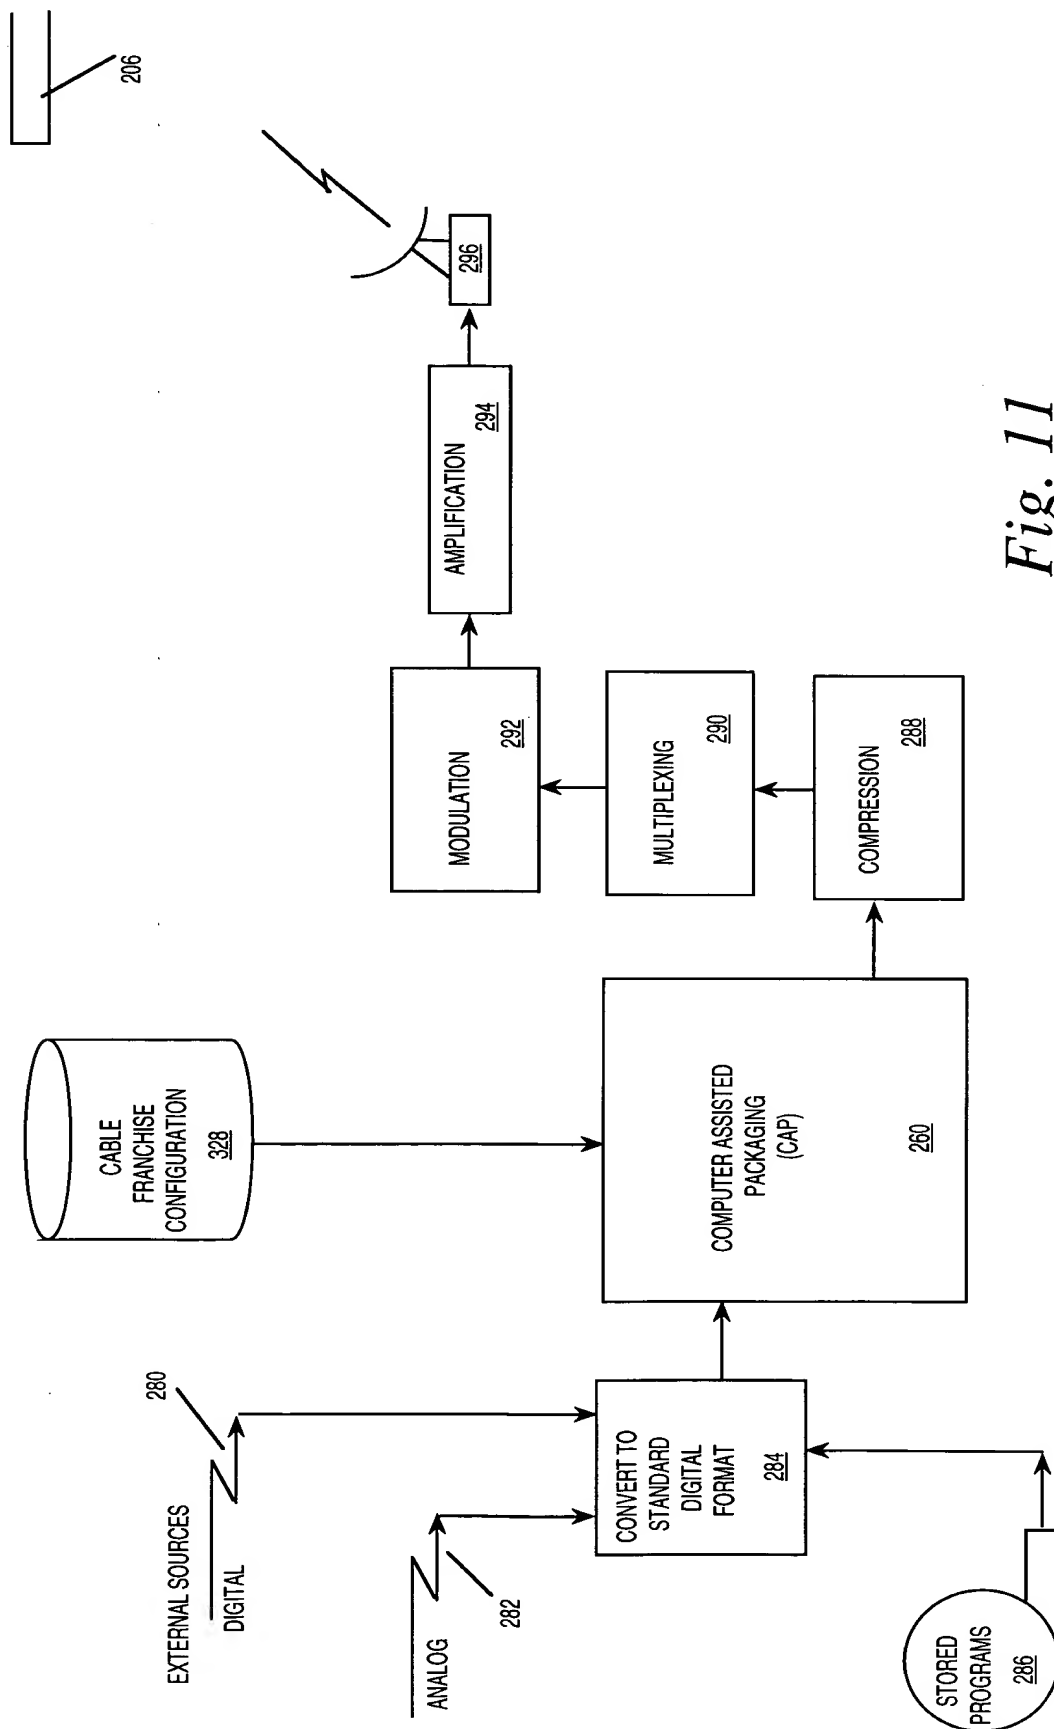 EXTERNAL SOURCES
DIGITAL
280
ANALOG
282
STORED
PROGRAMS
286
CONVERT TO
STANDARD
DIGITAL
FORMAT
284
CABLE
FRANCHISE
CONFIGURATION
328
COMPUTER ASSISTED
PACKAGING
(CAP)
260
COMPRESSION
288
MULTIPLEXING
290
MODULATION
292
AMPLIFICATION
294
296
206
Fig. 11